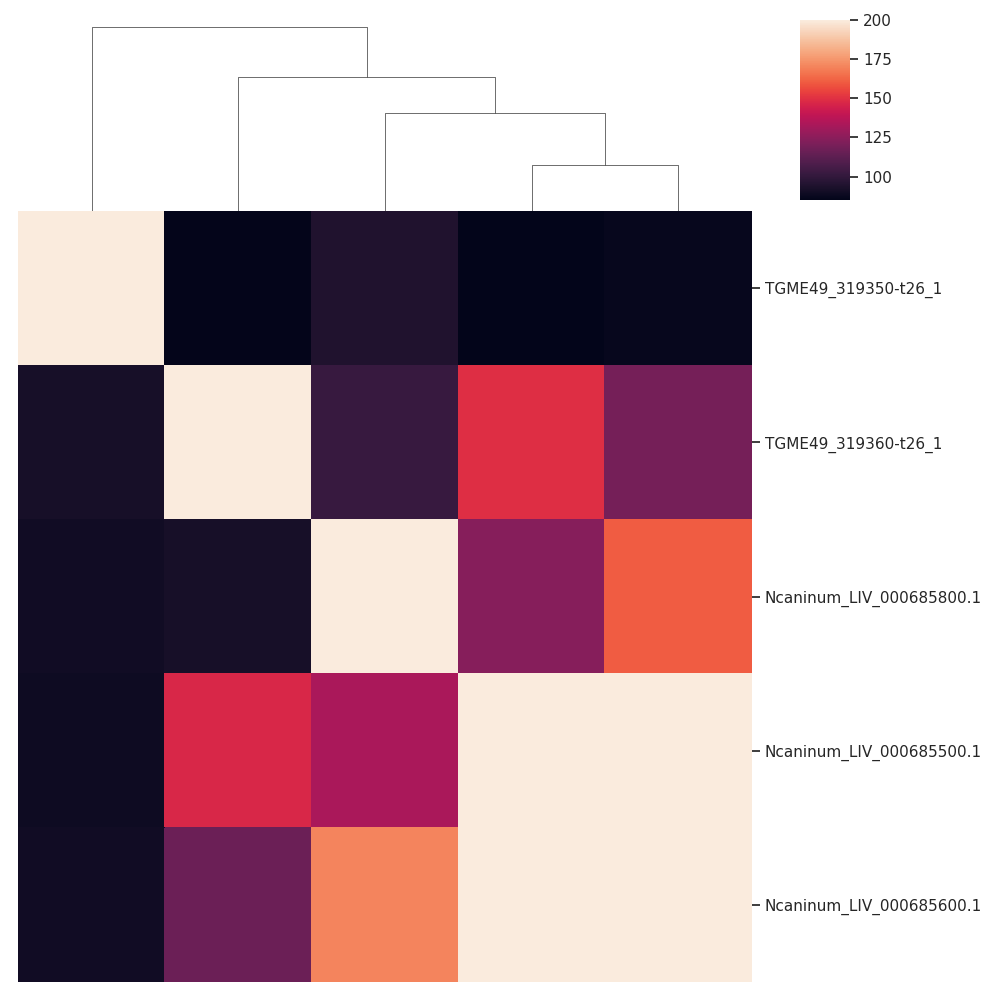 200
175
150
125
100
TGME49_319350-t26_1
TGME49_319360-t26_1
Ncaninum_LIV_000685800.1
Ncaninum_LIV_000685500.1
Ncaninum_LIV_000685600.1